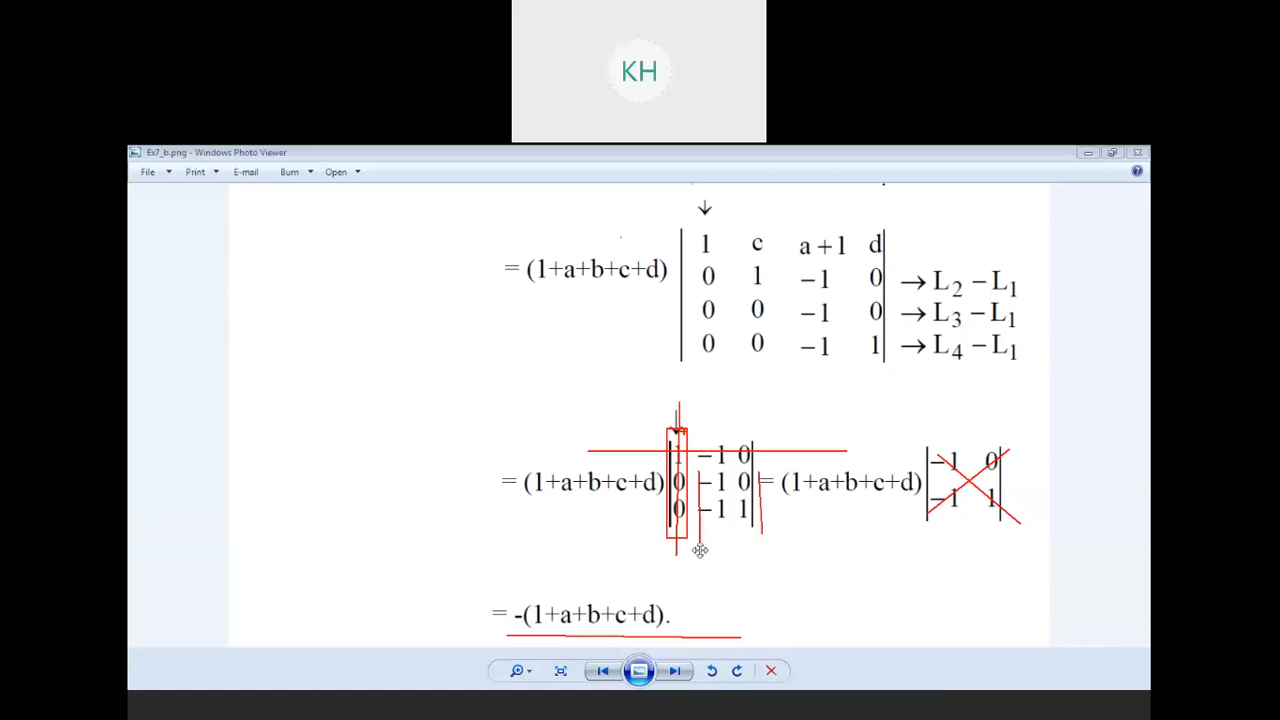 KH
Ex7_b.png - Windows Photo Viewer
File Print E-mail Burn Open
1 c a+1 d
= (1+a+b+c+d) 0 1 −1 0 → L2 − L1
0 0 −1 0 → L3 − L1
0 0 −1 1 → L4 − L1
1 −1 0 −1 0
= (1+a+b+c+d) 0 −1 0 = (1+a+b+c+d)
0 −1 1 −1 1
= -(1+a+b+c+d).